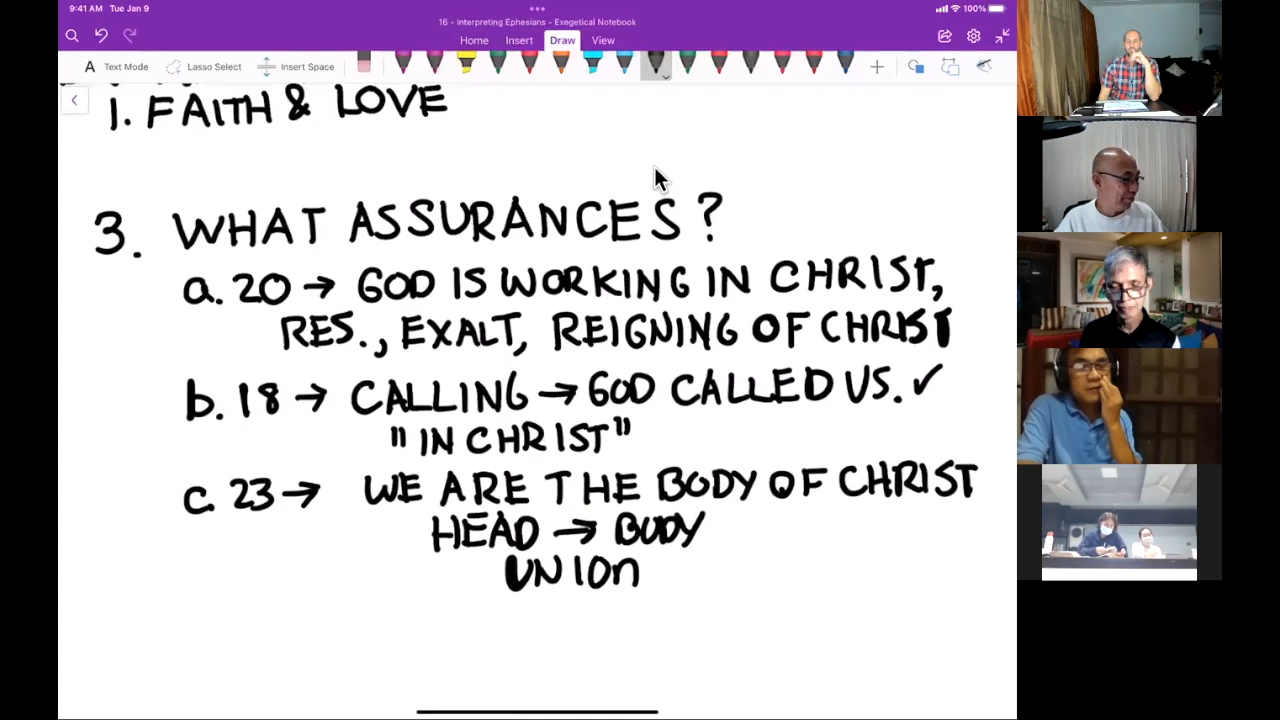 9:41 AM Tue Jan 9
100%
16 - Interpreting Ephesians - Exegetical Notebook
Home Insert Draw View
Text Mode Lasso Select Insert Space
1. FAITH & LOVE
3. WHAT ASSURANCES?
a. 20 → GOD IS WORKING IN CHRIST,
RES., EXALT, REIGNING OF CHRIST
b. 18 → CALLING → GOD CALLED US. ✓
"IN CHRIST"
c. 23 → WE ARE THE BODY OF CHRIST
HEAD → BODY
UNION